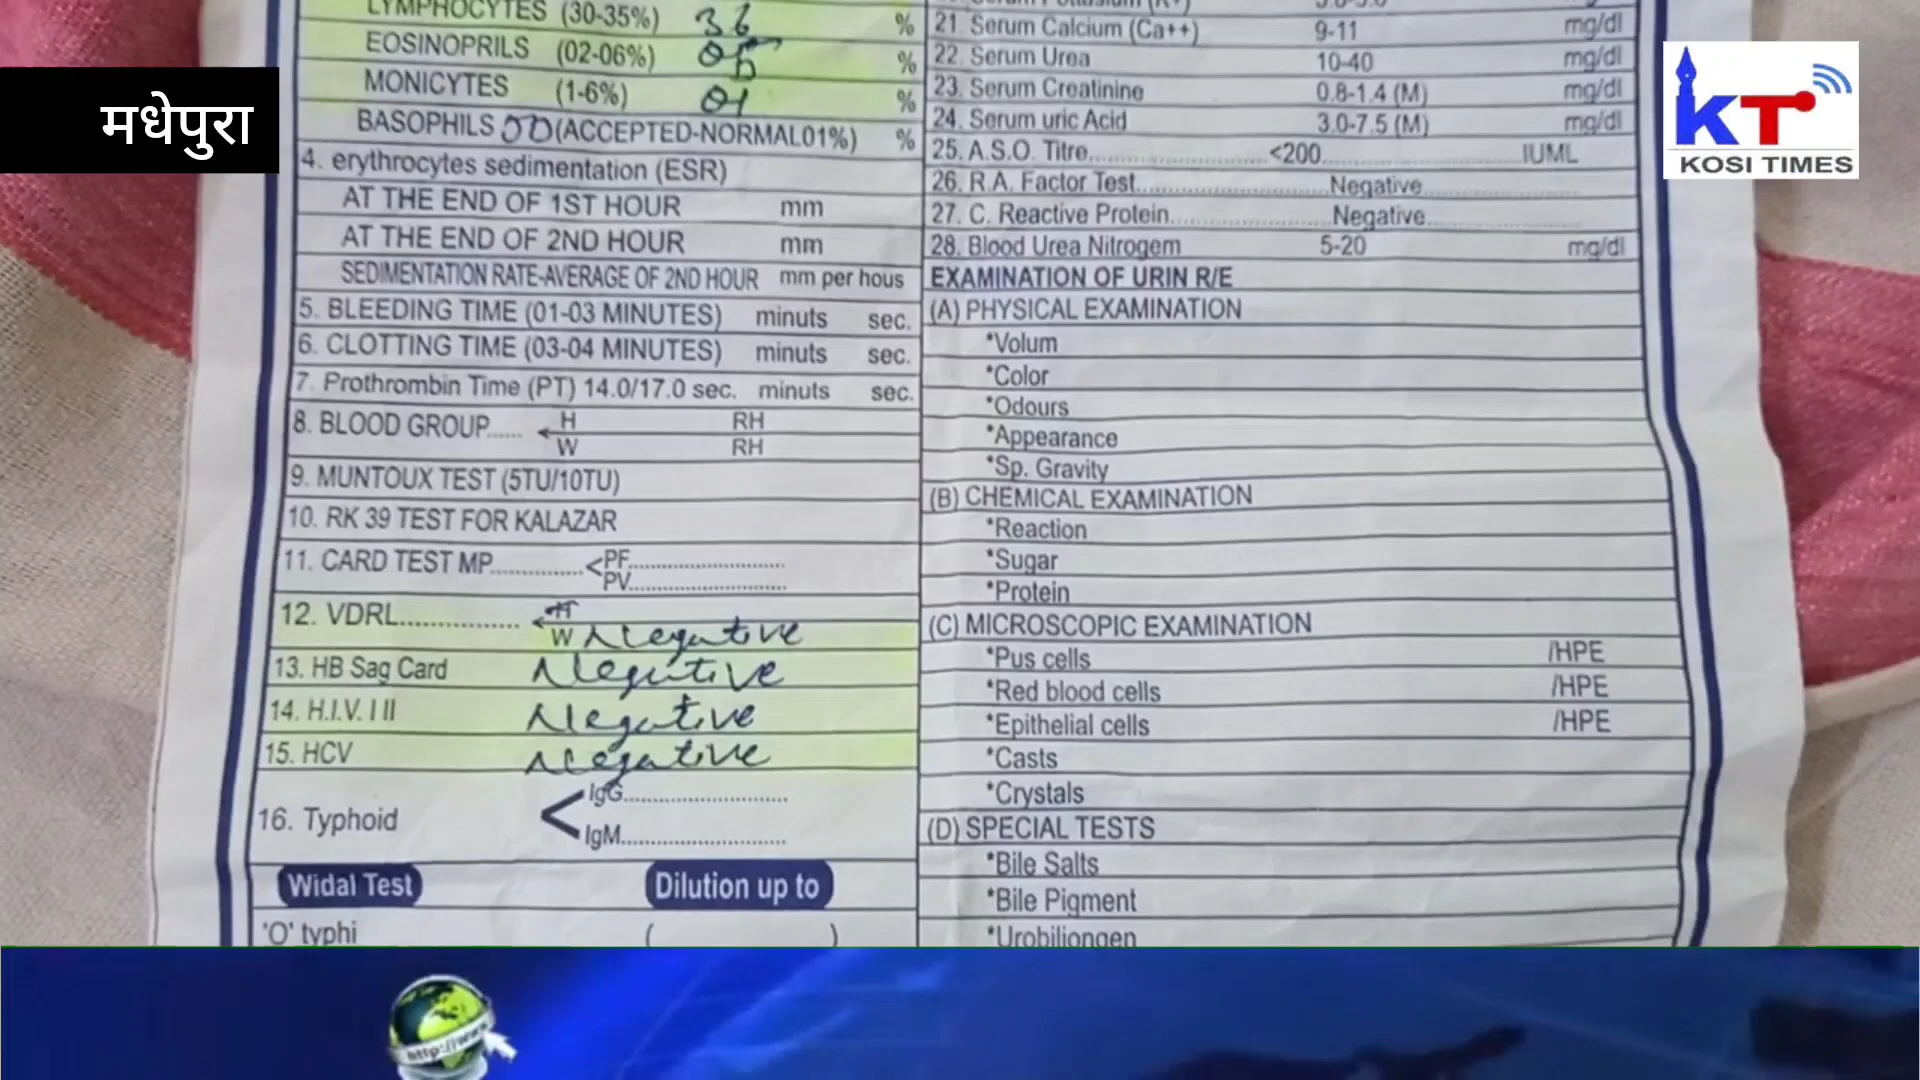 मधेपुरा
KT
KOSI TIMES
LYMPHOCYTES (30-35%) 36 %
EOSINOPRILS (02-06%) 05 %
MONICYTES (1-6%) 01 %
BASOPHILS 00 (ACCEPTED-NORMAL01%) %
4. erythrocytes sedimentation (ESR)
AT THE END OF 1ST HOUR mm
AT THE END OF 2ND HOUR mm
SEDIMENTATION RATE-AVERAGE OF 2ND HOUR mm per hous
5. BLEEDING TIME (01-03 MINUTES) minuts sec.
6. CLOTTING TIME (03-04 MINUTES) minuts sec.
7. Prothrombin Time (PT) 14.0/17.0 sec. minuts sec.
8. BLOOD GROUP...... H RH
W RH
9. MUNTOUX TEST (5TU/10TU)
10. RK 39 TEST FOR KALAZAR
11. CARD TEST MP............... <PF..........................
PV..........................
12. VDRL.................. H
W Negative
13. HB Sag Card Negative
14. H.I.V. I II Negative
15. HCV Negative
16. Typhoid < IgG..........................
IgM..........................
Widal Test Dilution up to
'O' typhi ( )
21. Serum Calcium (Ca++) 9-11 mg/dl
22. Serum Urea 10-40 mg/dl
23. Serum Creatinine 0.8-1.4 (M) mg/dl
24. Serum uric Acid 3.0-7.5 (M) mg/dl
25. A.S.O. Titre..........................<200..........................IUML
26. R.A. Factor Test..........................Negative
27. C. Reactive Protein..........................Negative
28. Blood Urea Nitrogem 5-20 mg/dl
EXAMINATION OF URIN R/E
(A) PHYSICAL EXAMINATION
*Volum
*Color
*Odours
*Appearance
*Sp. Gravity
(B) CHEMICAL EXAMINATION
*Reaction
*Sugar
*Protein
(C) MICROSCOPIC EXAMINATION
*Pus cells /HPE
*Red blood cells /HPE
*Epithelial cells /HPE
*Casts
*Crystals
(D) SPECIAL TESTS
*Bile Salts
*Bile Pigment
*Urobiliongen